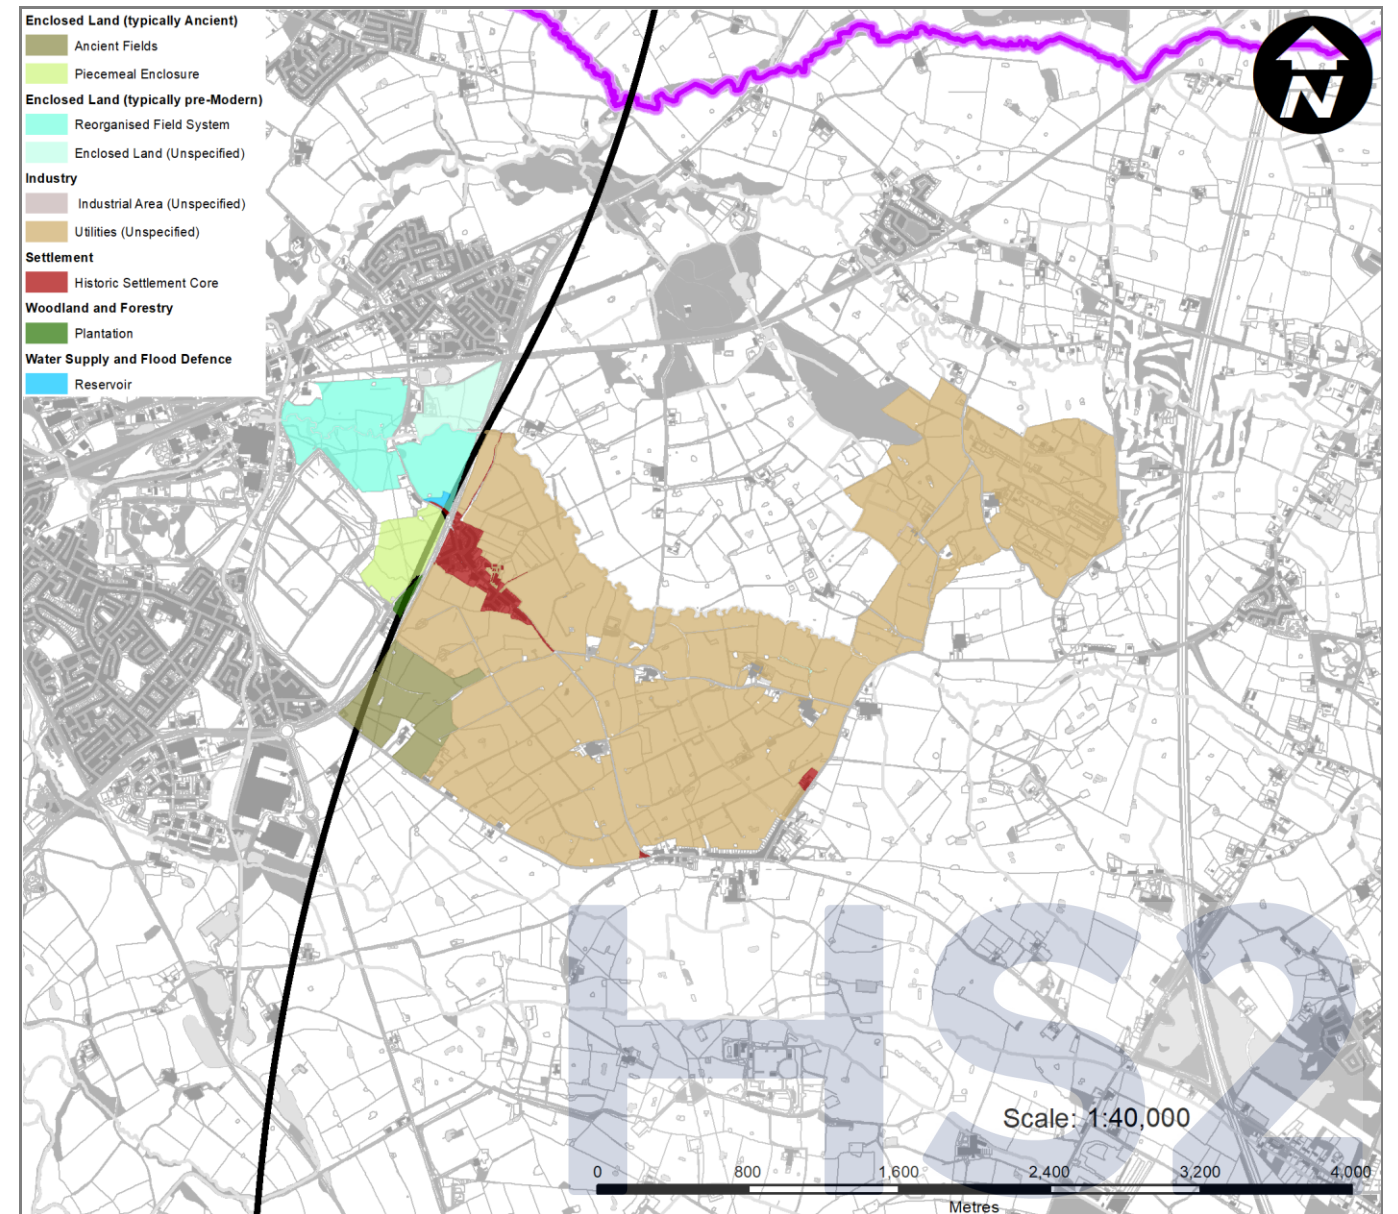 Enclosed Land (typically Ancient)
Ancient Fields
Piecemeal Enclosure
Enclosed Land (typically pre-Modern)
Reorganised Field System
Enclosed Land (Unspecified)
Industry
Industrial Area (Unspecified)
Utilities (Unspecified)
Settlement
Historic Settlement Core
Woodland and Forestry
Plantation
Water Supply and Flood Defence
Reservoir
N
HS2
Scale: 1:40,000
0 800 1,600 2,400 3,200 4,000
Metres